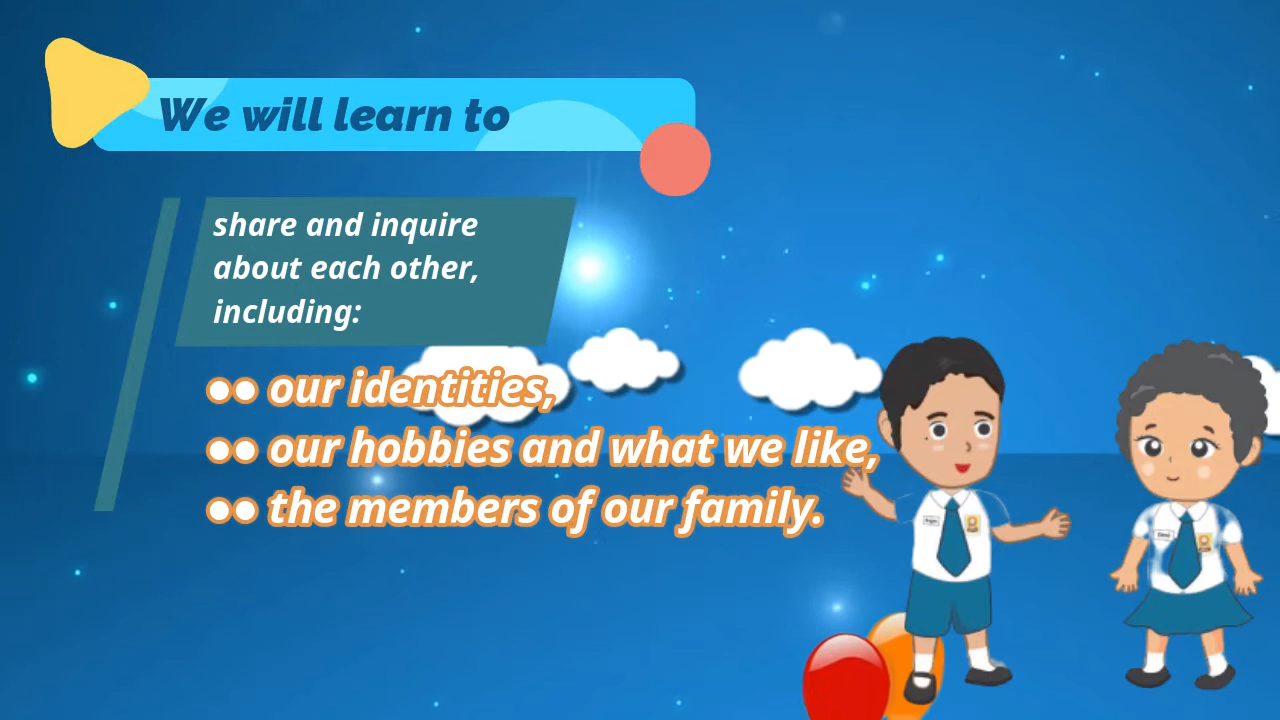 We will learn to
share and inquire
about each other,
including:
●● our identities,
●● our hobbies and what we like,
●● the members of our family.